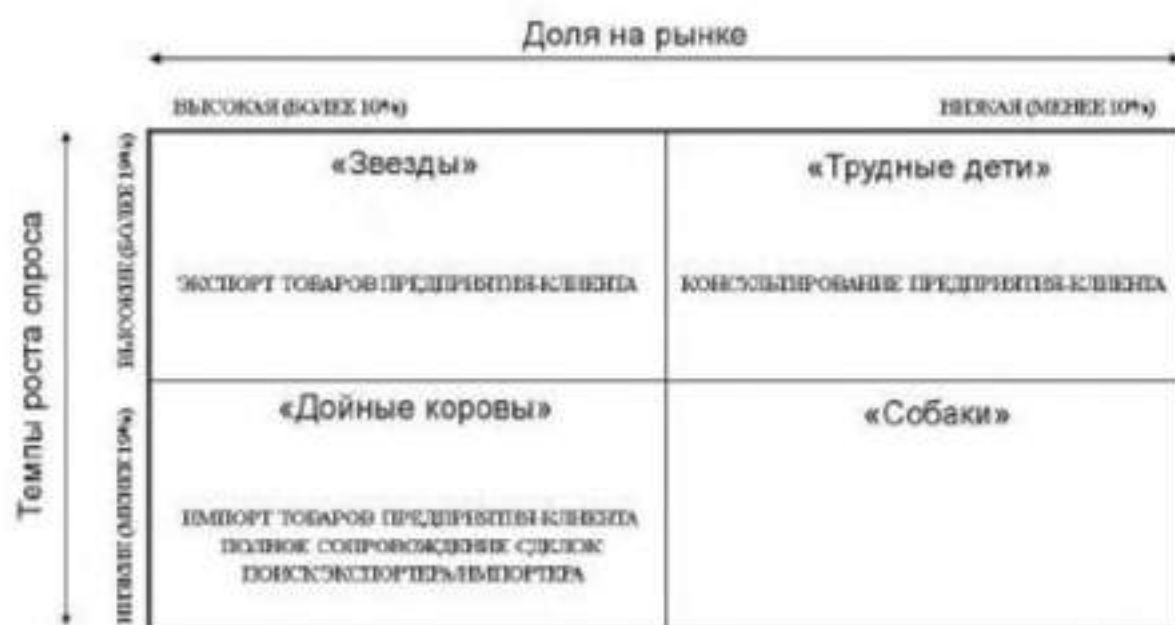 Доля на рынке
ВЫСОКАЯ (БОЛЕЕ 10%)
НИЗКАЯ (МЕНЕЕ 10%)
Темпы роста спроса
ВЫСОКИЕ (БОЛЕЕ 10%)
«Звезды»
«Трудные дети»
ЭКСПОРТ ТОВАРОВ ПРЕДПРИЯТИЯ-КЛИЕНТА
КОНСУЛЬТИРОВАНИЕ ПРЕДПРИЯТИЯ-КЛИЕНТА
НИЗКИЕ (МЕНЕЕ 10%)
«Дойные коровы»
«Собаки»
ИМПОРТ ТОВАРОВ ПРЕДПРИЯТИЯ-КЛИЕНТА
ПОЛНОЕ СОПРОВОЖДЕНИЕ СДЕЛОК
ПОИСК ЭКСПОРТЕРА/ИМПОРТЕРА